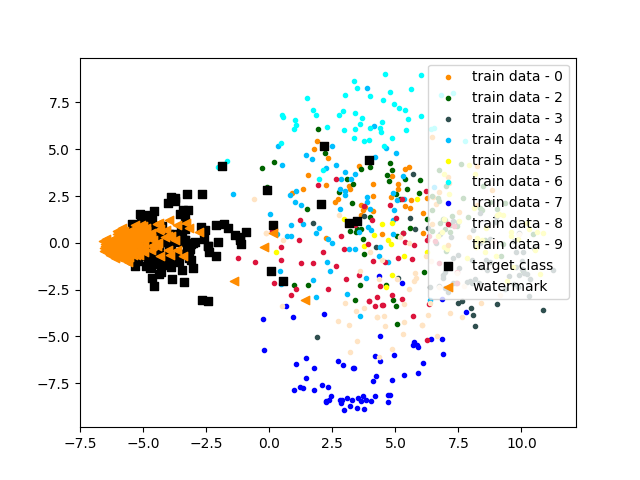 7.5
5.0
2.5
0.0
−2.5
−5.0
−7.5
−7.5
−5.0
−2.5
0.0
2.5
5.0
7.5
10.0
train data - 0
train data - 2
train data - 3
train data - 4
train data - 5
train data - 6
train data - 7
train data - 8
train data - 9
target class
watermark